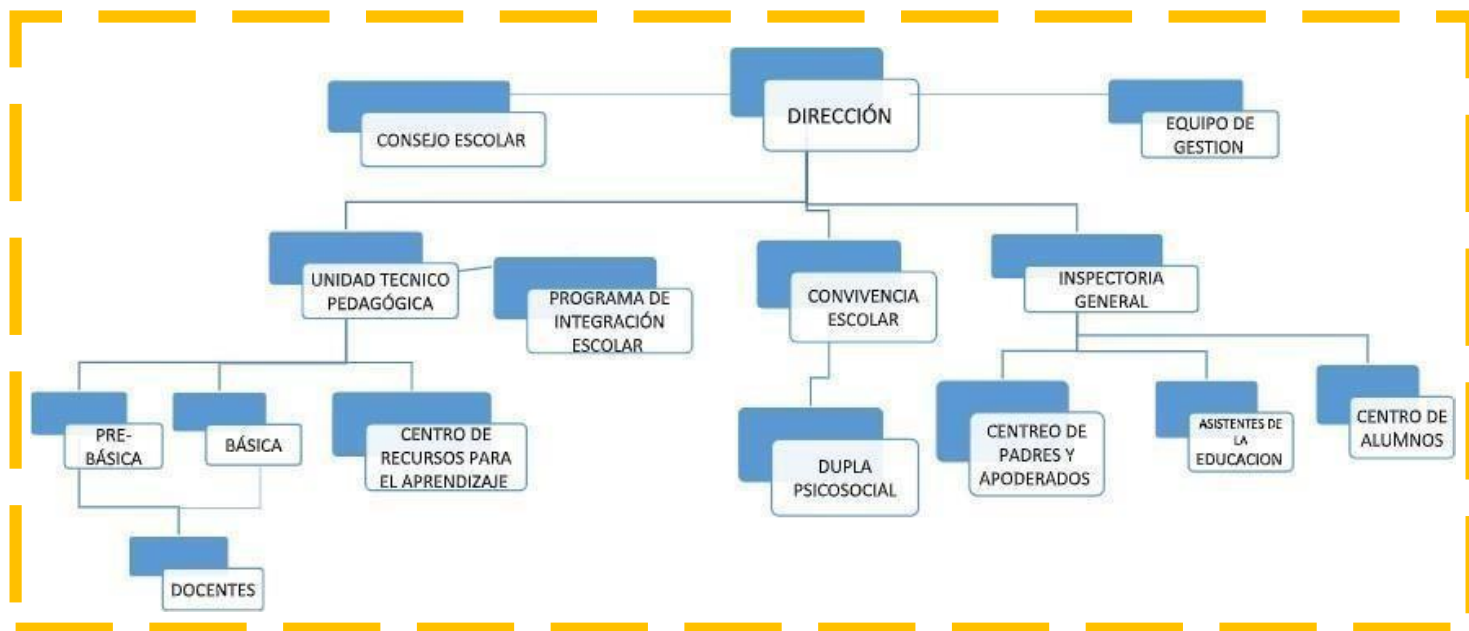 DIRECCIÓN
CONSEJO ESCOLAR
EQUIPO DE
GESTION
UNIDAD TECNICO
PEDAGÓGICA
PROGRAMA DE
INTEGRACIÓN
ESCOLAR
CONVIVENCIA
ESCOLAR
INSPECTORIA
GENERAL
PRE-
BÁSICA
BÁSICA
CENTRO DE
RECURSOS PARA
EL APRENDIZAJE
DUPLA
PSICOSOCIAL
CENTREO DE
PADRES Y
APODERADOS
ASISTENTES DE
LA
EDUCACION
CENTRO DE
ALUMNOS
DOCENTES